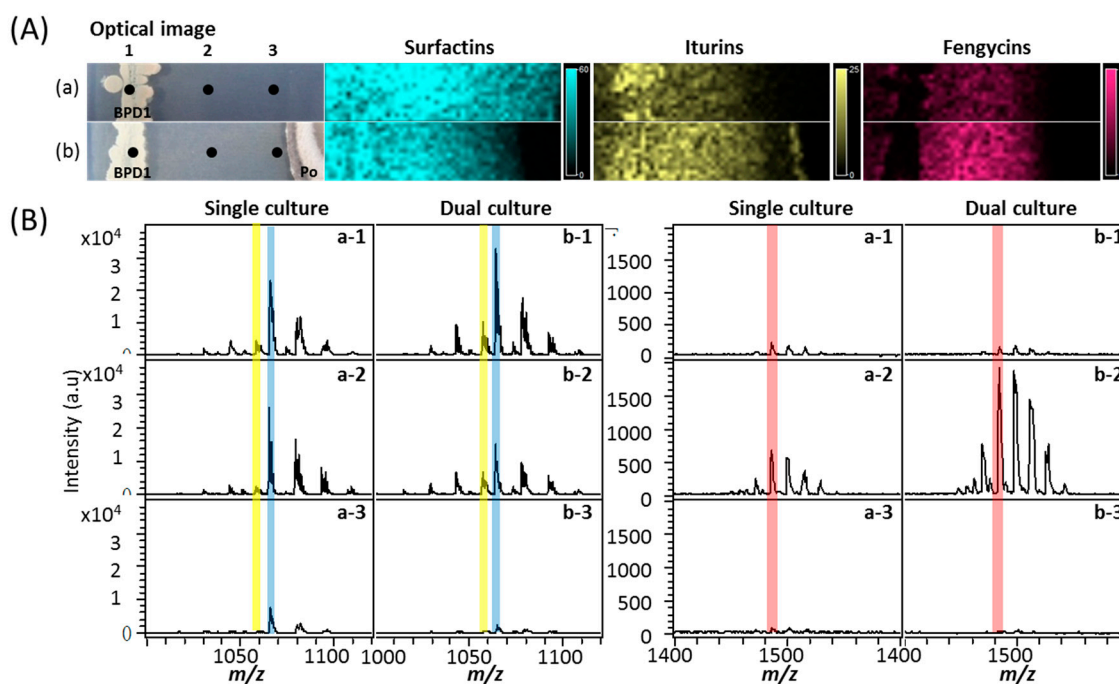 (A)
Optical image
1 2 3
Surfactins
Iturins
Fengycins
(a)
BPD1
60
0
25
0
(b)
BPD1
Po
(B)
Single culture
Dual culture
Single culture
Dual culture
Intensity (a.u)
x10⁴
3
2
1
0
a-1
b-1
1500
1000
500
0
a-1
b-1
x10⁴
3
2
1
0
a-2
b-2
1500
1000
500
0
a-2
b-2
x10⁴
3
2
1
0
a-3
b-3
1500
1000
500
0
a-3
b-3
1050 1100 1000 1050 1100 1400 1500 1400 1500
m/z m/z m/z m/z